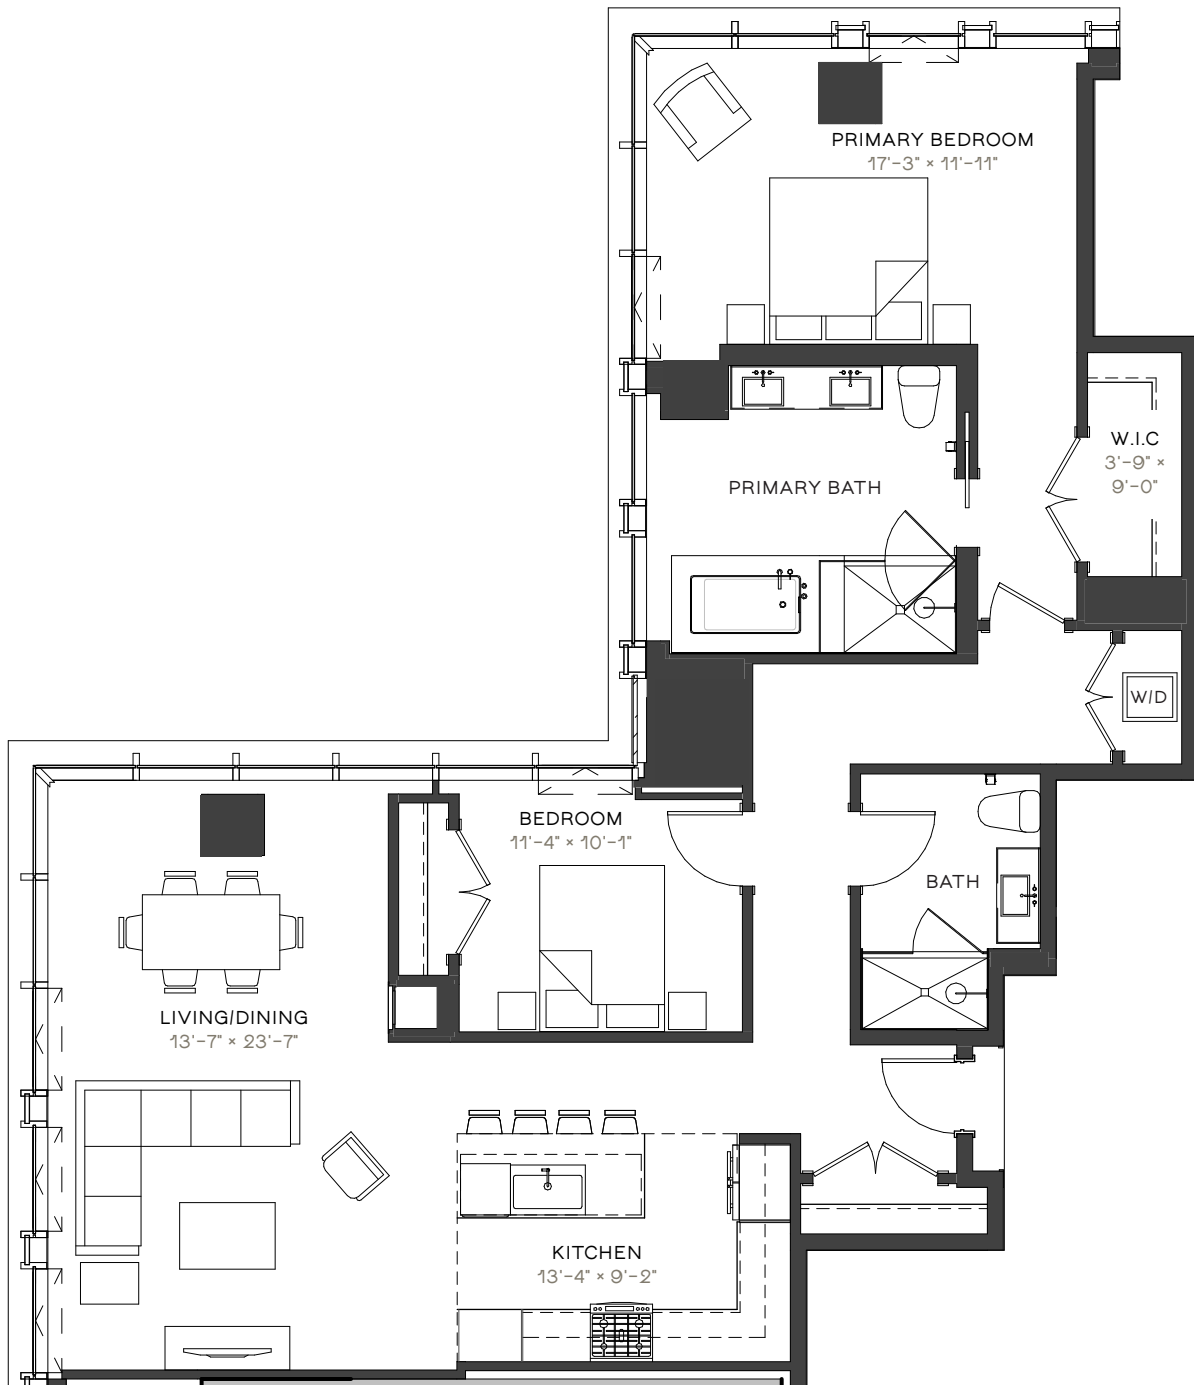 PRIMARY BEDROOM
17'-3" × 11'-11"
W.I.C
3'-9" ×
9'-0"
PRIMARY BATH
W/D
BEDROOM
11'-4" × 10'-1"
BATH
LIVING/DINING
13'-7" × 23'-7"
KITCHEN
13'-4" × 9'-2"